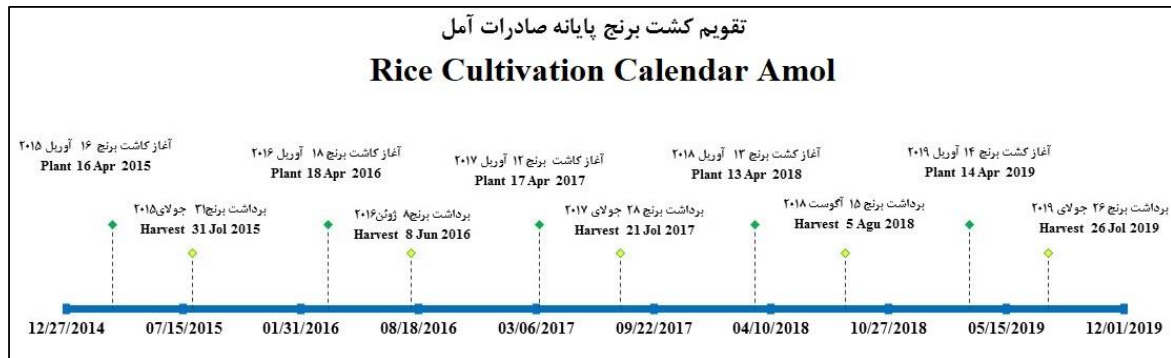 تقویم کشت برنج پایانه صادرات آمل
Rice Cultivation Calendar Amol
آغاز کاشت برنج ۱۶ آوریل ۲۰۱۵
Plant 16 Apr 2015
آغاز کاشت برنج ۱۸ آوریل ۲۰۱۶
Plant 18 Apr 2016
آغاز کاشت برنج ۱۲ آوریل ۲۰۱۷
Plant 17 Apr 2017
آغاز کشت برنج ۱۳ آوریل ۲۰۱۸
Plant 13 Apr 2018
آغاز کشت برنج ۱۴ آوریل ۲۰۱۹
Plant 14 Apr 2019
برداشت برنج۳۱ جولای۲۰۱۵
Harvest 31 Jol 2015
برداشت برنج۸ ژوئن۲۰۱۶
Harvest 8 Jun 2016
برداشت برنج ۲۸ جولای ۲۰۱۷
Harvest 21 Jol 2017
برداشت برنج ۱۵ آگوست ۲۰۱۸
Harvest 5 Agu 2018
برداشت برنج ۲۶ جولای ۲۰۱۹
Harvest 26 Jol 2019
12/27/2014 07/15/2015 01/31/2016 08/18/2016 03/06/2017 09/22/2017 04/10/2018 10/27/2018 05/15/2019 12/01/2019